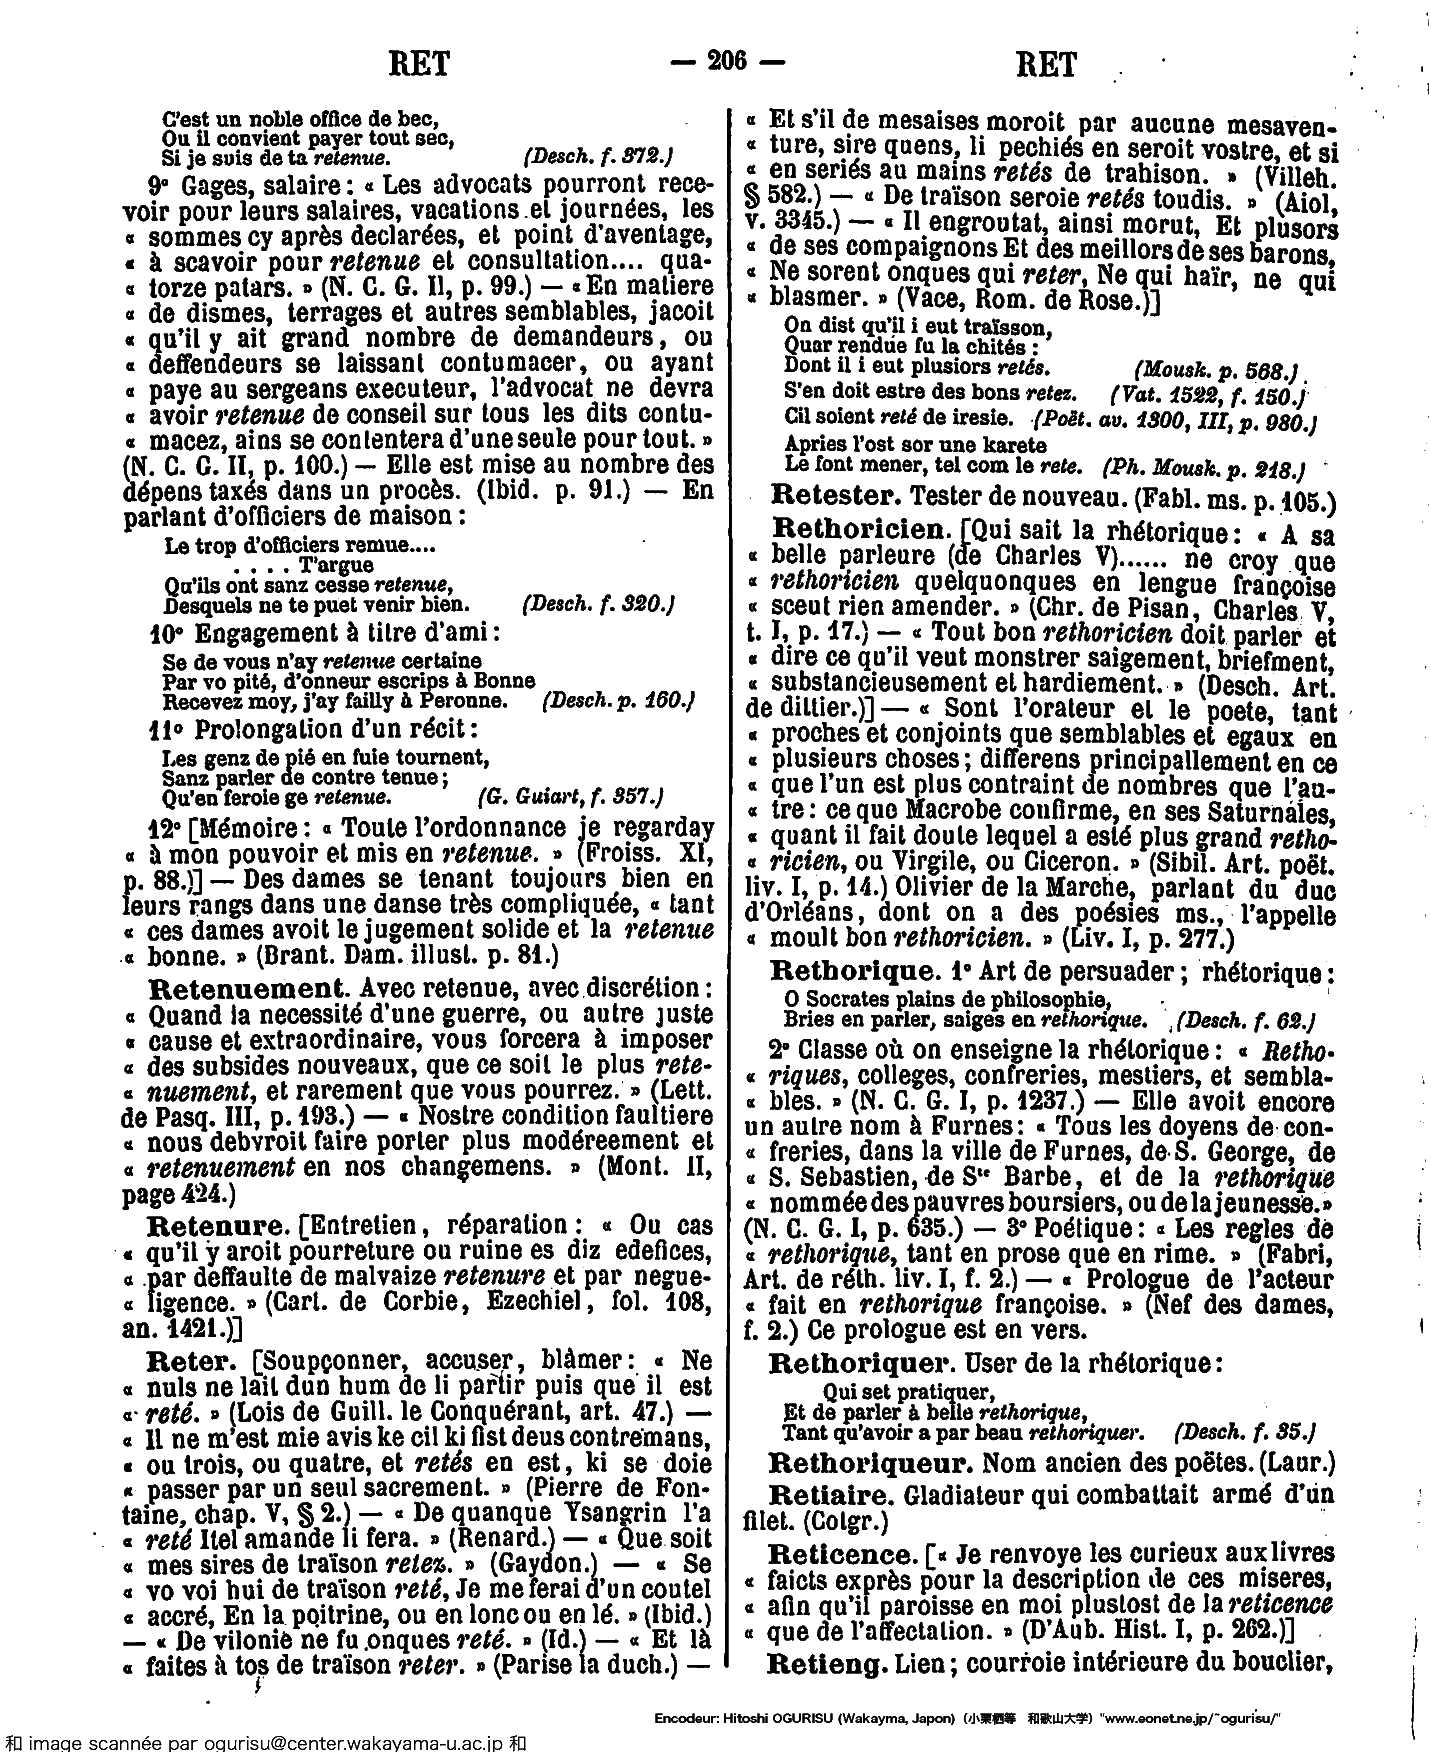 RET — 206 — RET
C'est un noble office de bec,
Ou il convient payer tout sec,
Si je suis de ta retenue. (Desch. f. 372.)
9° Gages, salaire : « Les advocats pourront rece-
voir pour leurs salaires, vacations et journées, les
« sommes cy après declarées, et point d'aventage,
« à scavoir pour retenue et consultation.... qua-
« torze patars. » (N. C. G. II, p. 99.) — « En matiere
« de dismes, terrages et autres semblables, jacoit
« qu'il y ait grand nombre de demandeurs, ou
« deffendeurs se laissant contumacer, ou ayant
« paye au sergeans executeur, l'advocat ne devra
« avoir retenue de conseil sur tous les dits contu-
« macez, ains se contentera d'une seule pour tout. »
(N. C. G. II, p. 100.) — Elle est mise au nombre des
dépens taxés dans un procès. (Ibid. p. 91.) — En
parlant d'officiers de maison :
Le trop d'officiers remue....
. . . . T'argue
Qu'ils ont sanz cesse retenue,
Desquels ne te puet venir bien. (Desch. f. 320.)
10° Engagement à titre d'ami :
Se de vous n'ay retenue certaine
Par vo pité, d'onneur escrips à Bonne
Recevez moy, j'ay failly à Peronne. (Desch. p. 160.)
11° Prolongation d'un récit :
Les genz de pié en fuie tournent,
Sanz parler de contre tenue ;
Qu'en feroie ge retenue. (G. Guiart, f. 357.)
12° [Mémoire : « Toute l'ordonnance je regarday
« à mon pouvoir et mis en retenue. » (Froiss. XI,
p. 88.)] — Des dames se tenant toujours bien en
leurs rangs dans une danse très compliquée, « tant
« ces dames avoit le jugement solide et la retenue
« bonne. » (Brant. Dam. illust. p. 81.)
Retenuement. Avec retenue, avec discrétion :
« Quand la necessité d'une guerre, ou autre juste
« cause et extraordinaire, vous forcera à imposer
« des subsides nouveaux, que ce soit le plus rete-
« nuement, et rarement que vous pourrez. » (Lett.
de Pasq. III, p. 193.) — « Nostre condition faultiere
« nous debvroit faire porter plus modéreement et
« retenuement en nos changemens. » (Mont. II,
page 424.)
Retenure. [Entretien, réparation : « Ou cas
« qu'il y aroit pourreture ou ruine es diz edefices,
« par deffaulte de malvaize retenure et par negue-
« ligence. » (Cart. de Corbie, Ezechiel, fol. 108,
an. 1421.)]
Reter. [Soupçonner, accuser, blâmer : « Ne
« nuls ne lait dun hum de li partir puis que il est
« reté. » (Lois de Guill. le Conquérant, art. 47.) —
« Il ne m'est mie avis ke cil ki fist deus contremans,
« ou trois, ou quatre, et retés en est, ki se doie
« passer par un seul sacrement. » (Pierre de Fon-
taine, chap. V, § 2.) — « De quanque Ysangrin l'a
« reté Itel amande li fera. » (Renard.) — « Que soit
« mes sires de traïson retez. » (Gaydon.) — « Se
« vo voi hui de traïson reté, Je me ferai d'un coutel
« accré, En la poitrine, ou en lonc ou en lé. » (Ibid.)
— « De vilonie ne fu onques reté. » (Id.) — « Et là
« faites à tos de traïson reter. » (Parise la duch.) —
« Et s'il de mesaises moroit par aucune mesaven-
« ture, sire quens, li pechiés en seroit vostre, et si
« en seriés au mains retés de trahison. » (Villeh.
§ 582.) — « De traïson seroie retés toudis. » (Aiol,
v. 3345.) — « Il engroutat, ainsi morut, Et plusors
« de ses compaignons Et des meillors de ses barons,
« Ne sorent onques qui reter, Ne qui haïr, ne qui
« blasmer. » (Vace, Rom. de Rose.)]
On dist qu'il i eut traïsson,
Quar rendue fu la chités :
Dont il i eut plusiors retés. (Mousk. p. 568.)
S'en doit estre des bons retez. (Vat. 1522, f. 150.)
Cil soient reté de iresie. (Poët. av. 1300, III, p. 980.)
Apries l'ost sor une karete
Le font mener, tel com le rete. (Ph. Mousk. p. 218.)
Retester. Tester de nouveau. (Fabl. ms. p. 105.)
Rethoricien. [Qui sait la rhétorique : « A sa
« belle parleure (de Charles V)...... ne croy que
« rethoricien quelquonques en lengue françoise
« sceut rien amender. » (Chr. de Pisan, Charles V,
t. I, p. 17.) — « Tout bon rethoricien doit parler et
« dire ce qu'il veut monstrer saigement, briefment,
« substancieusement et hardiement. » (Desch. Art.
de dittier.)] — « Sont l'orateur et le poete, tant
« proches et conjoints que semblables et egaux en
« plusieurs choses ; differens principallement en ce
« que l'un est plus contraint de nombres que l'au-
« tre : ce que Macrobe confirme, en ses Saturnales,
« quant il fait doute lequel a esté plus grand retho-
« ricien, ou Virgile, ou Ciceron. » (Sibil. Art. poët.
liv. I, p. 14.) Olivier de la Marche, parlant du duc
d'Orléans, dont on a des poésies ms., l'appelle
« moult bon rethoricien. » (Liv. I, p. 277.)
Rethorique. 1° Art de persuader ; rhétorique :
O Socrates plains de philosophie,
Bries en parler, saiges en rethorique. (Desch. f. 62.)
2° Classe où on enseigne la rhétorique : « Retho-
« riques, colleges, confreries, mestiers, et sembla-
« bles. » (N. C. G. I, p. 1237.) — Elle avoit encore
un autre nom à Furnes : « Tous les doyens de con-
« freries, dans la ville de Furnes, de S. George, de
« S. Sebastien, de Ste Barbe, et de la rethorique
« nommée des pauvres boursiers, ou de la jeunesse. »
(N. C. G. I, p. 635.) — 3° Poétique : « Les regles de
« rethorique, tant en prose que en rime. » (Fabri,
Art. de réth. liv. I, f. 2.) — « Prologue de l'acteur
« fait en rethorique françoise. » (Nef des dames,
f. 2.) Ce prologue est en vers.
Rethoriquer. User de la rhétorique :
Qui set pratiquer,
Et de parler à belle rethorique,
Tant qu'avoir a par beau rethoriquer. (Desch. f. 35.)
Rethoriqueur. Nom ancien des poëtes. (Laur.)
Retiaire. Gladiateur qui combattait armé d'un
filet. (Cotgr.)
Reticence. [« Je renvoye les curieux aux livres
« faicts exprès pour la description de ces miseres,
« afin qu'il paroisse en moi plustost de la reticence
« que de l'affectation. » (D'Aub. Hist. I, p. 262.)]
Retieng. Lien ; courroie intérieure du bouclier,
Encodeur: Hitoshi OGURISU (Wakayma, Japon) (小栗栖等 和歌山大学) "www.eonet.ne.jp/~ogurisu/"
和 image scannée par ogurisu@center.wakayama-u.ac.jp 和